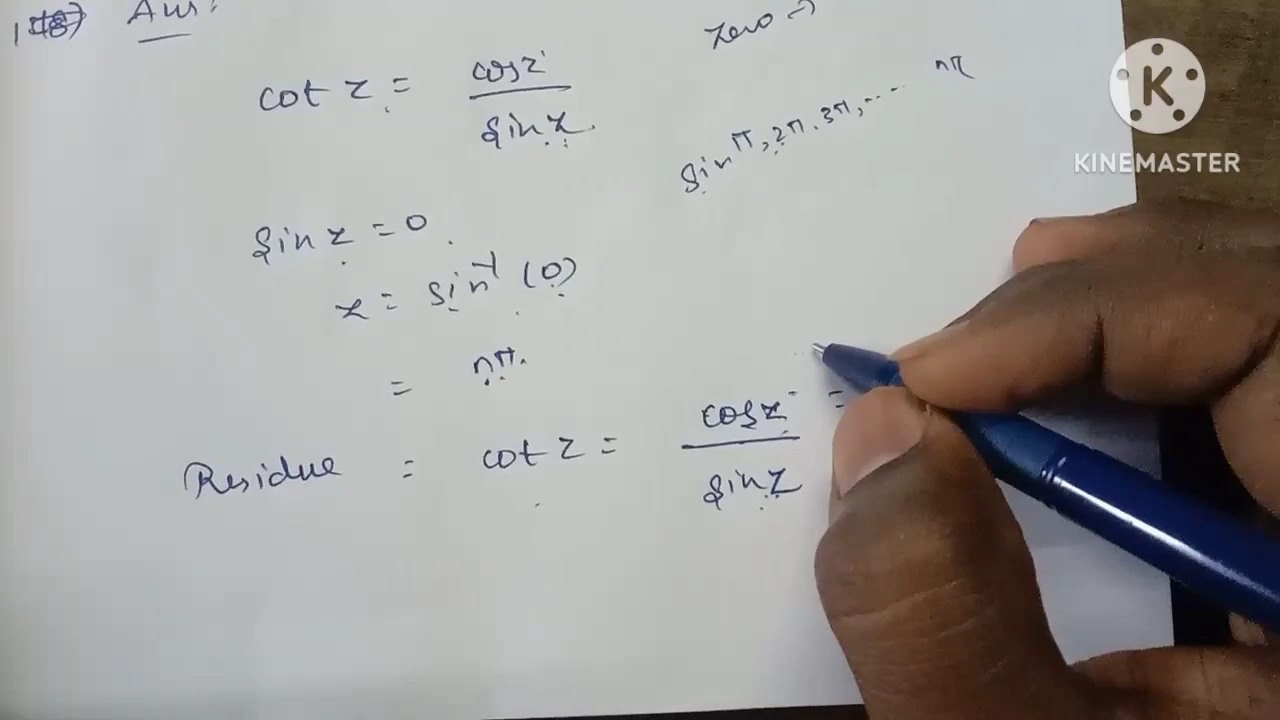 Ans:
zero →
cot z = cos z / sin z
sin π, 2π, 3π, .... nπ
K
KINEMASTER
sin z = 0
z = sin⁻¹ (0)
= nπ.
Residue = cot z = cos z / sin z =